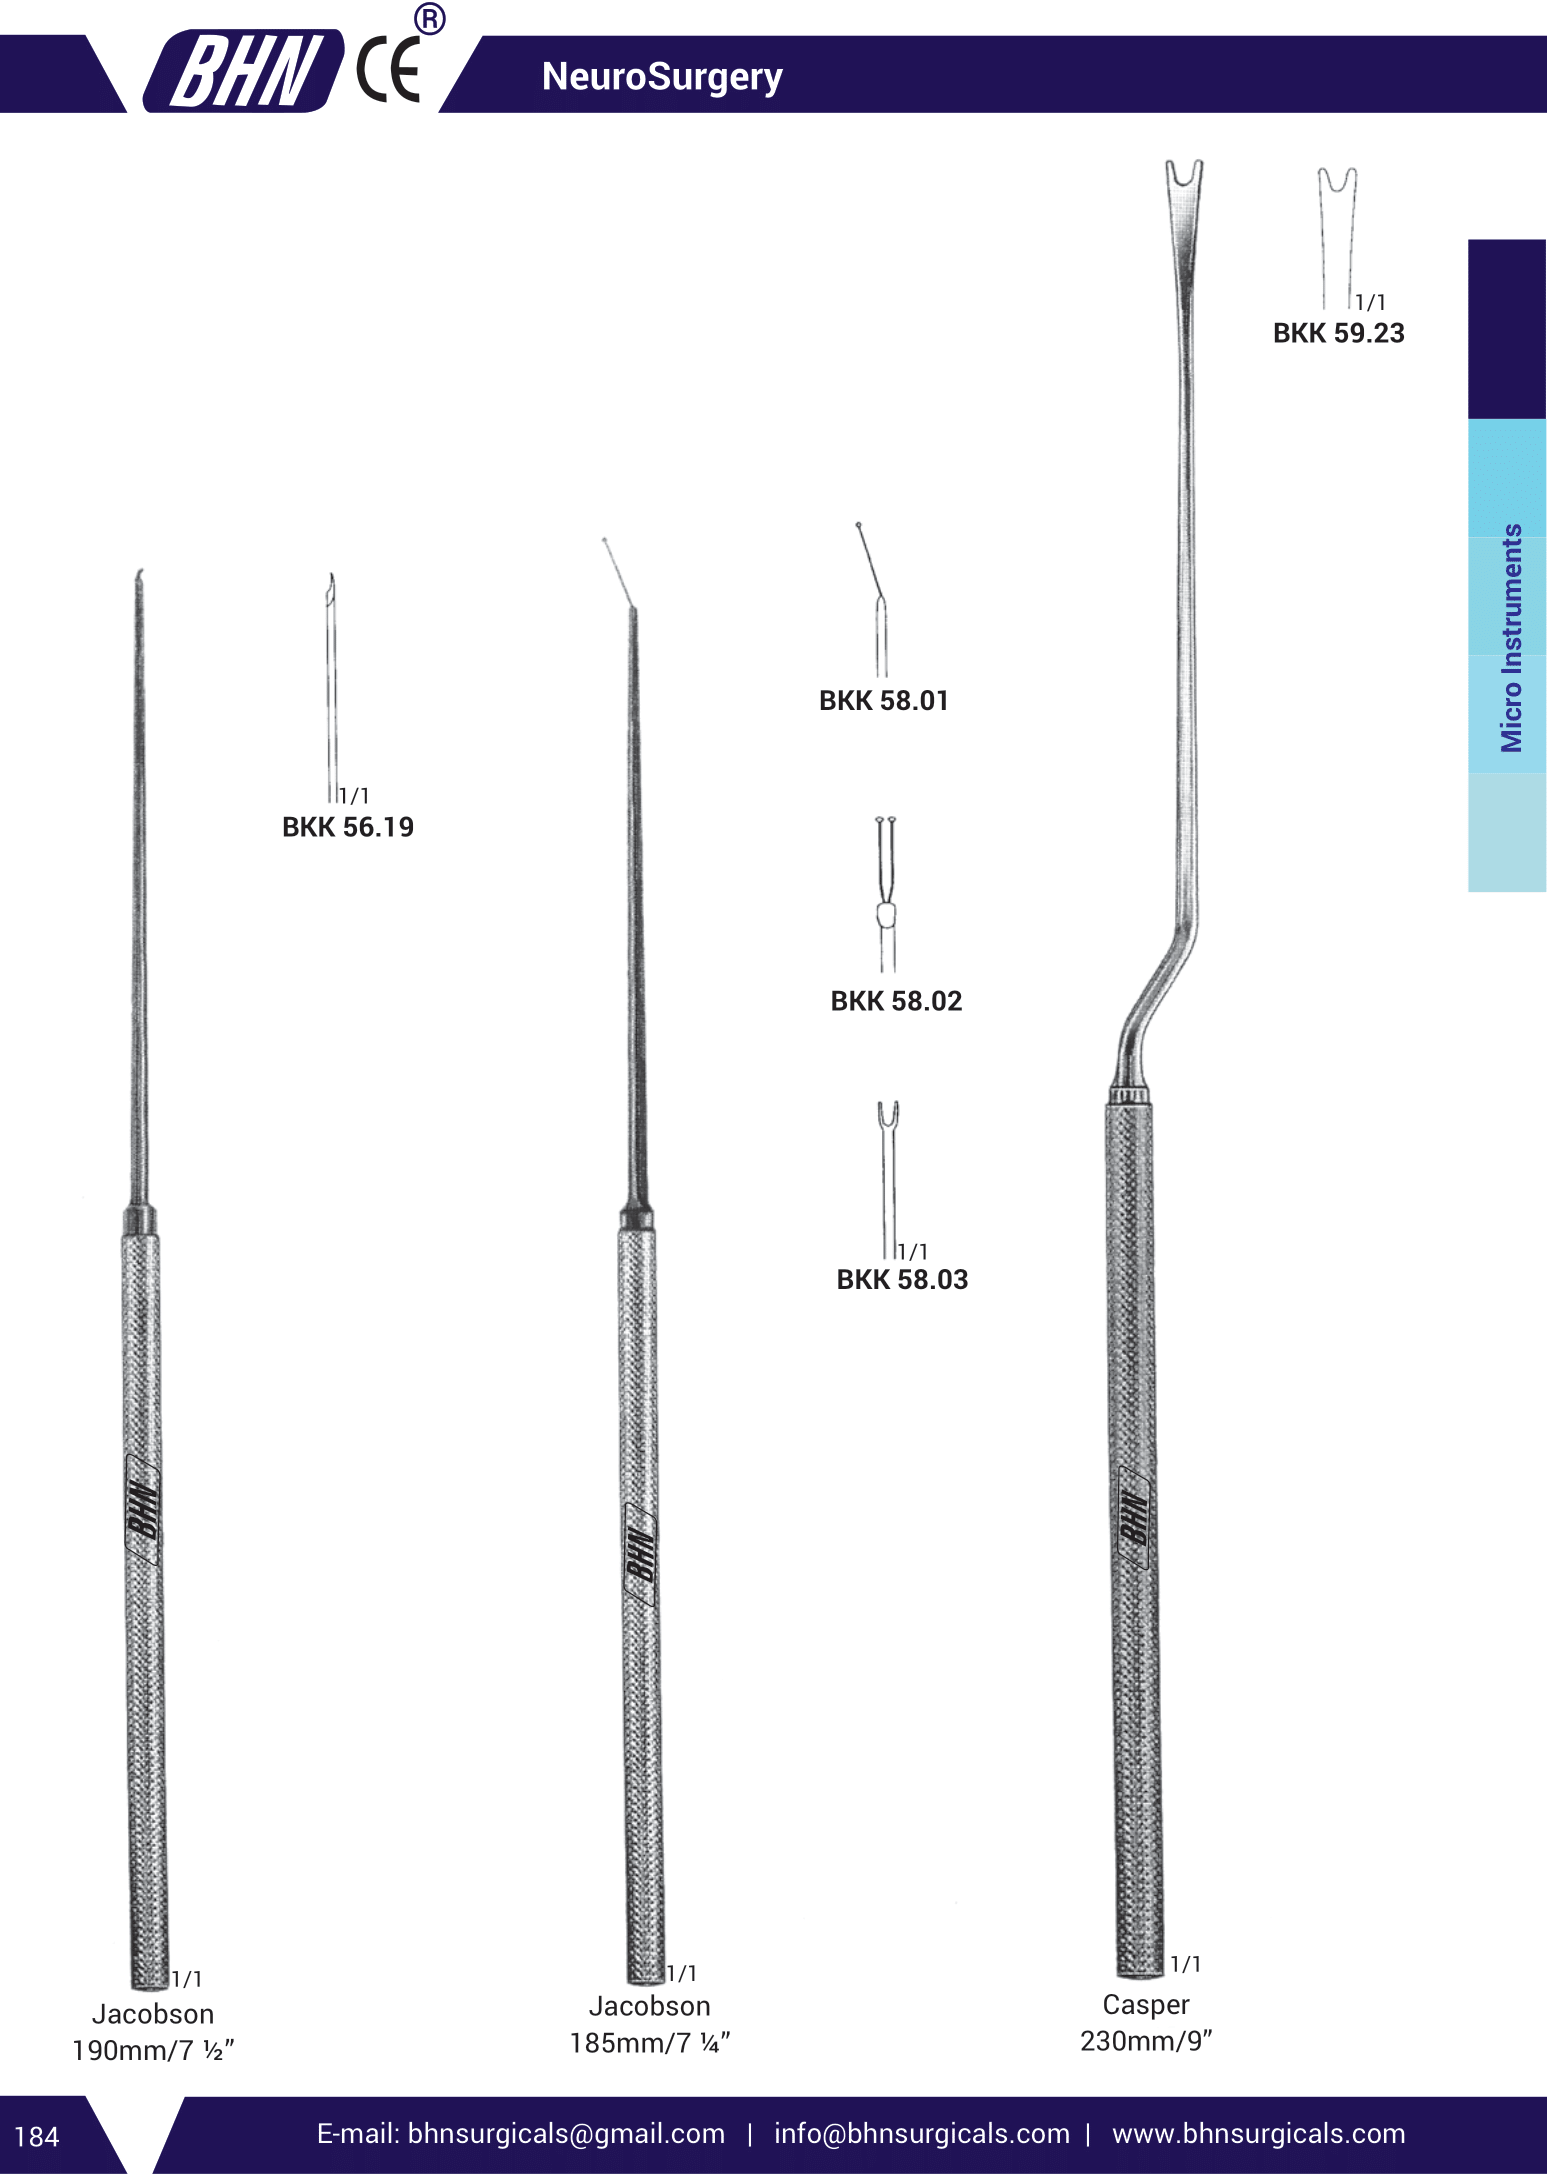 BHN CE ®
NeuroSurgery
1/1
BKK 59.23
Micro Instruments
BKK 58.01
1/1
BKK 56.19
BKK 58.02
1/1
BKK 58.03
BHN
BHN
BHN
1/1
Jacobson
190mm/7 ½”
1/1
Jacobson
185mm/7 ¼”
1/1
Casper
230mm/9”
184
E-mail: bhnsurgicals@gmail.com | info@bhnsurgicals.com | www.bhnsurgicals.com